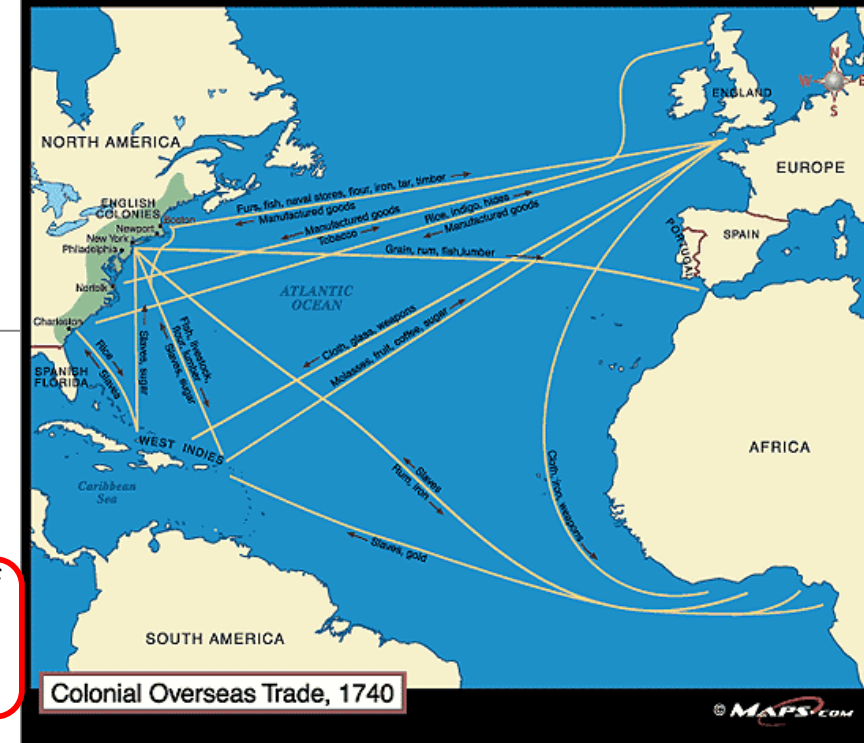 N
W
E
S
ENGLAND
NORTH AMERICA
EUROPE
ENGLISH
COLONIES
Boston
Newport
New York
Philadelphia
Norfolk
Charleston
SPANISH
FLORIDA
PORTUGAL
SPAIN
Furs, fish, naval stores, flour, iron, tar, timber
Manufactured goods
Manufactured goods
Tobacco
Rice, indigo, hides
Manufactured goods
Grain, rum, fish, lumber
ATLANTIC
OCEAN
Cloth, glass, weapons
Molasses, fruit, coffee, sugar
Rice
Slaves
Slaves, sugar
Fish, livestock,
flour, lumber
Slaves, sugar
WEST INDIES
Caribbean
Sea
AFRICA
Slaves
Rum, iron
Cloth, iron, weapons
Slaves, gold
SOUTH AMERICA
Colonial Overseas Trade, 1740
© MAPS.COM